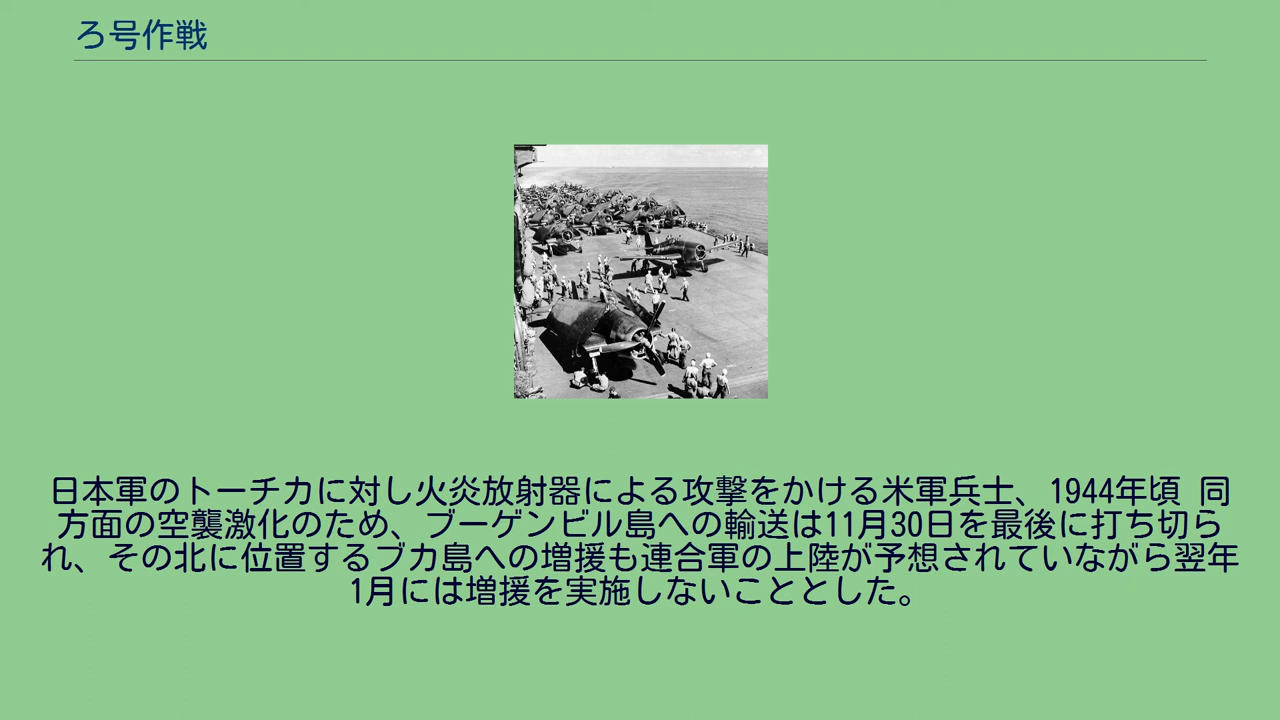 ろ号作戦
日本軍のトーチカに対し火炎放射器による攻撃をかける米軍兵士、1944年頃 同
方面の空襲激化のため、ブーゲンビル島への輸送は11月30日を最後に打ち切ら
れ、その北に位置するブカ島への増援も連合軍の上陸が予想されていながら翌年
1月には増援を実施しないこととした。